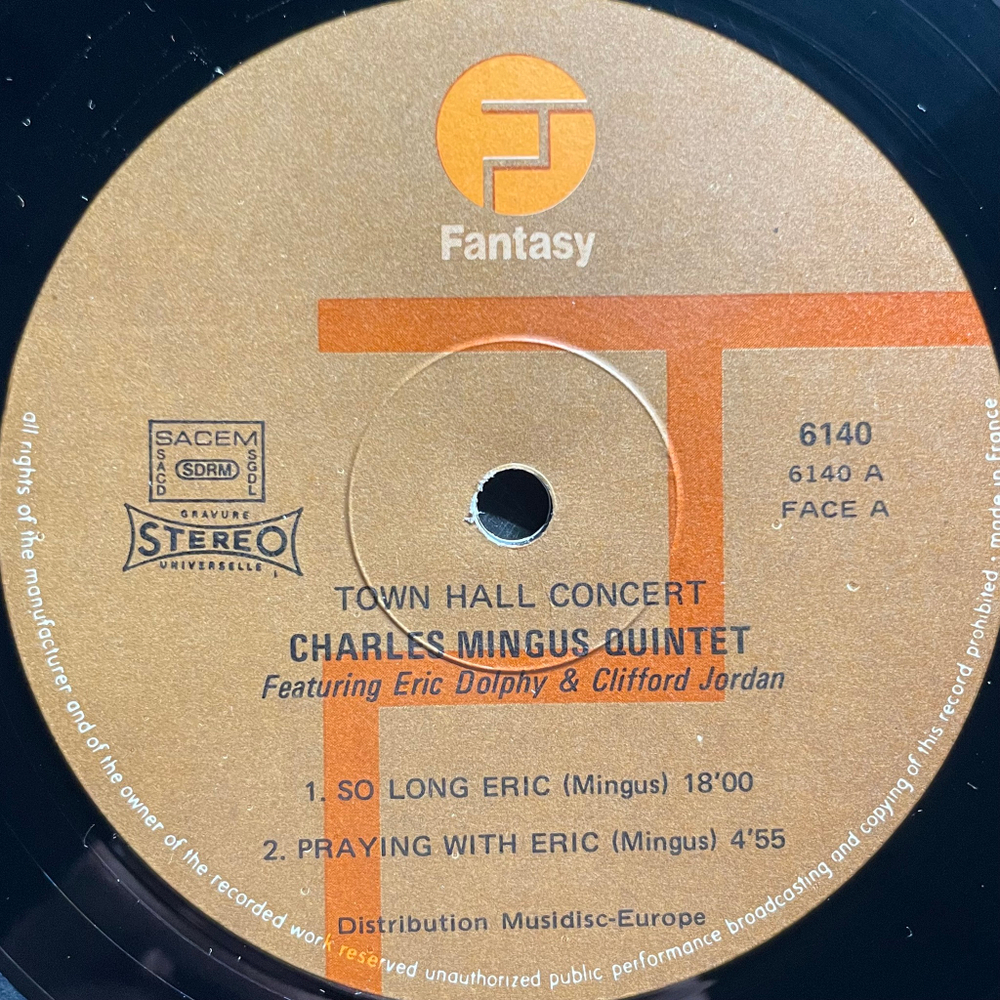 Fantasy
SACEM
SACD
SDRM
SGDL
GRAVURE
STEREO
UNIVERSELLE
6140
6140 A
FACE A
TOWN HALL CONCERT
CHARLES MINGUS QUINTET
Featuring Eric Dolphy & Clifford Jordan
1. SO LONG ERIC (Mingus) 18'00
2. PRAYING WITH ERIC (Mingus) 4'55
Distribution Musidisc-Europe
all rights of the manufacturer and of the owner of the recorded work reserved unauthorized public performance broadcasting and copying of this record prohibited · made in France